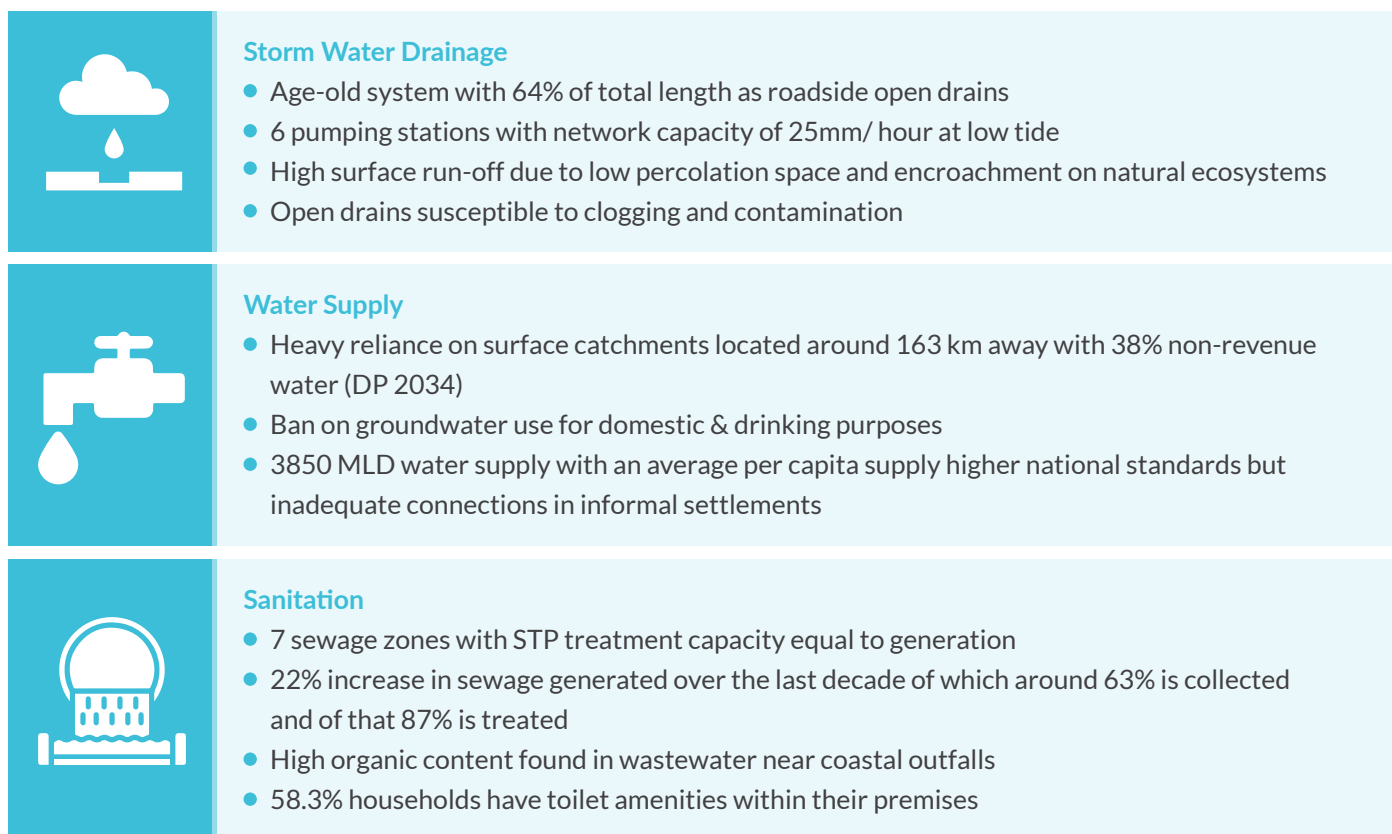 Storm Water Drainage
● Age-old system with 64% of total length as roadside open drains
● 6 pumping stations with network capacity of 25mm/ hour at low tide
● High surface run-off due to low percolation space and encroachment on natural ecosystems
● Open drains susceptible to clogging and contamination
Water Supply
● Heavy reliance on surface catchments located around 163 km away with 38% non-revenue
water (DP 2034)
● Ban on groundwater use for domestic & drinking purposes
● 3850 MLD water supply with an average per capita supply higher national standards but
inadequate connections in informal settlements
Sanitation
● 7 sewage zones with STP treatment capacity equal to generation
● 22% increase in sewage generated over the last decade of which around 63% is collected
and of that 87% is treated
● High organic content found in wastewater near coastal outfalls
● 58.3% households have toilet amenities within their premises